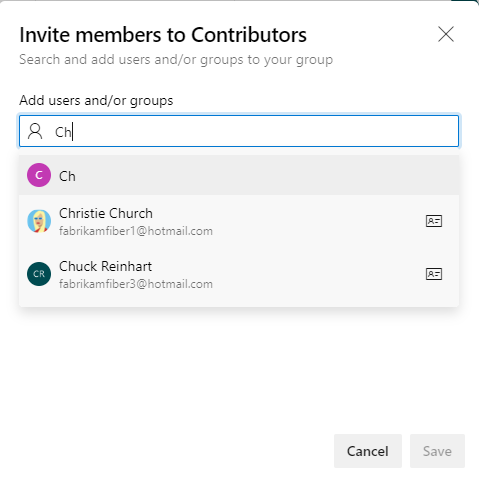 Invite members to Contributors
Search and add users and/or groups to your group
Add users and/or groups
Ch
C
Ch
Christie Church
fabrikamfiber1@hotmail.com
CR
Chuck Reinhart
fabrikamfiber3@hotmail.com
Cancel
Save